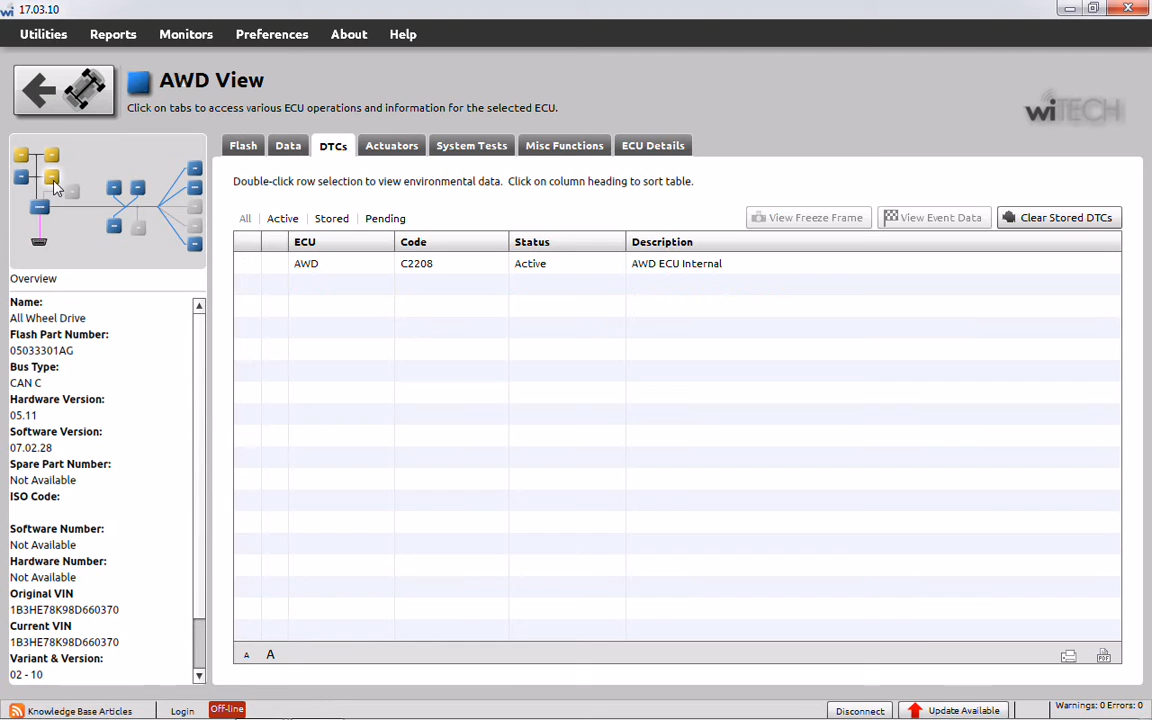 wi 17.03.10
Utilities Reports Monitors Preferences About Help
AWD View
Click on tabs to access various ECU operations and information for the selected ECU.
wiTECH
Flash Data DTCs Actuators System Tests Misc Functions ECU Details
Double-click row selection to view environmental data. Click on column heading to sort table.
All | Active | Stored | Pending
View Freeze Frame View Event Data Clear Stored DTCs
ECU Code Status Description
AWD C2208 Active AWD ECU Internal
Overview
Name:
All Wheel Drive
Flash Part Number:
05033301AG
Bus Type:
CAN C
Hardware Version:
05.11
Software Version:
07.02.28
Spare Part Number:
Not Available
ISO Code:
Software Number:
Not Available
Hardware Number:
Not Available
Original VIN
1B3HE78K98D660370
Current VIN
1B3HE78K98D660370
Variant & Version:
02 - 10
A A PDF
Knowledge Base Articles Login Off-line Disconnect Update Available Warnings: 0 Errors: 0